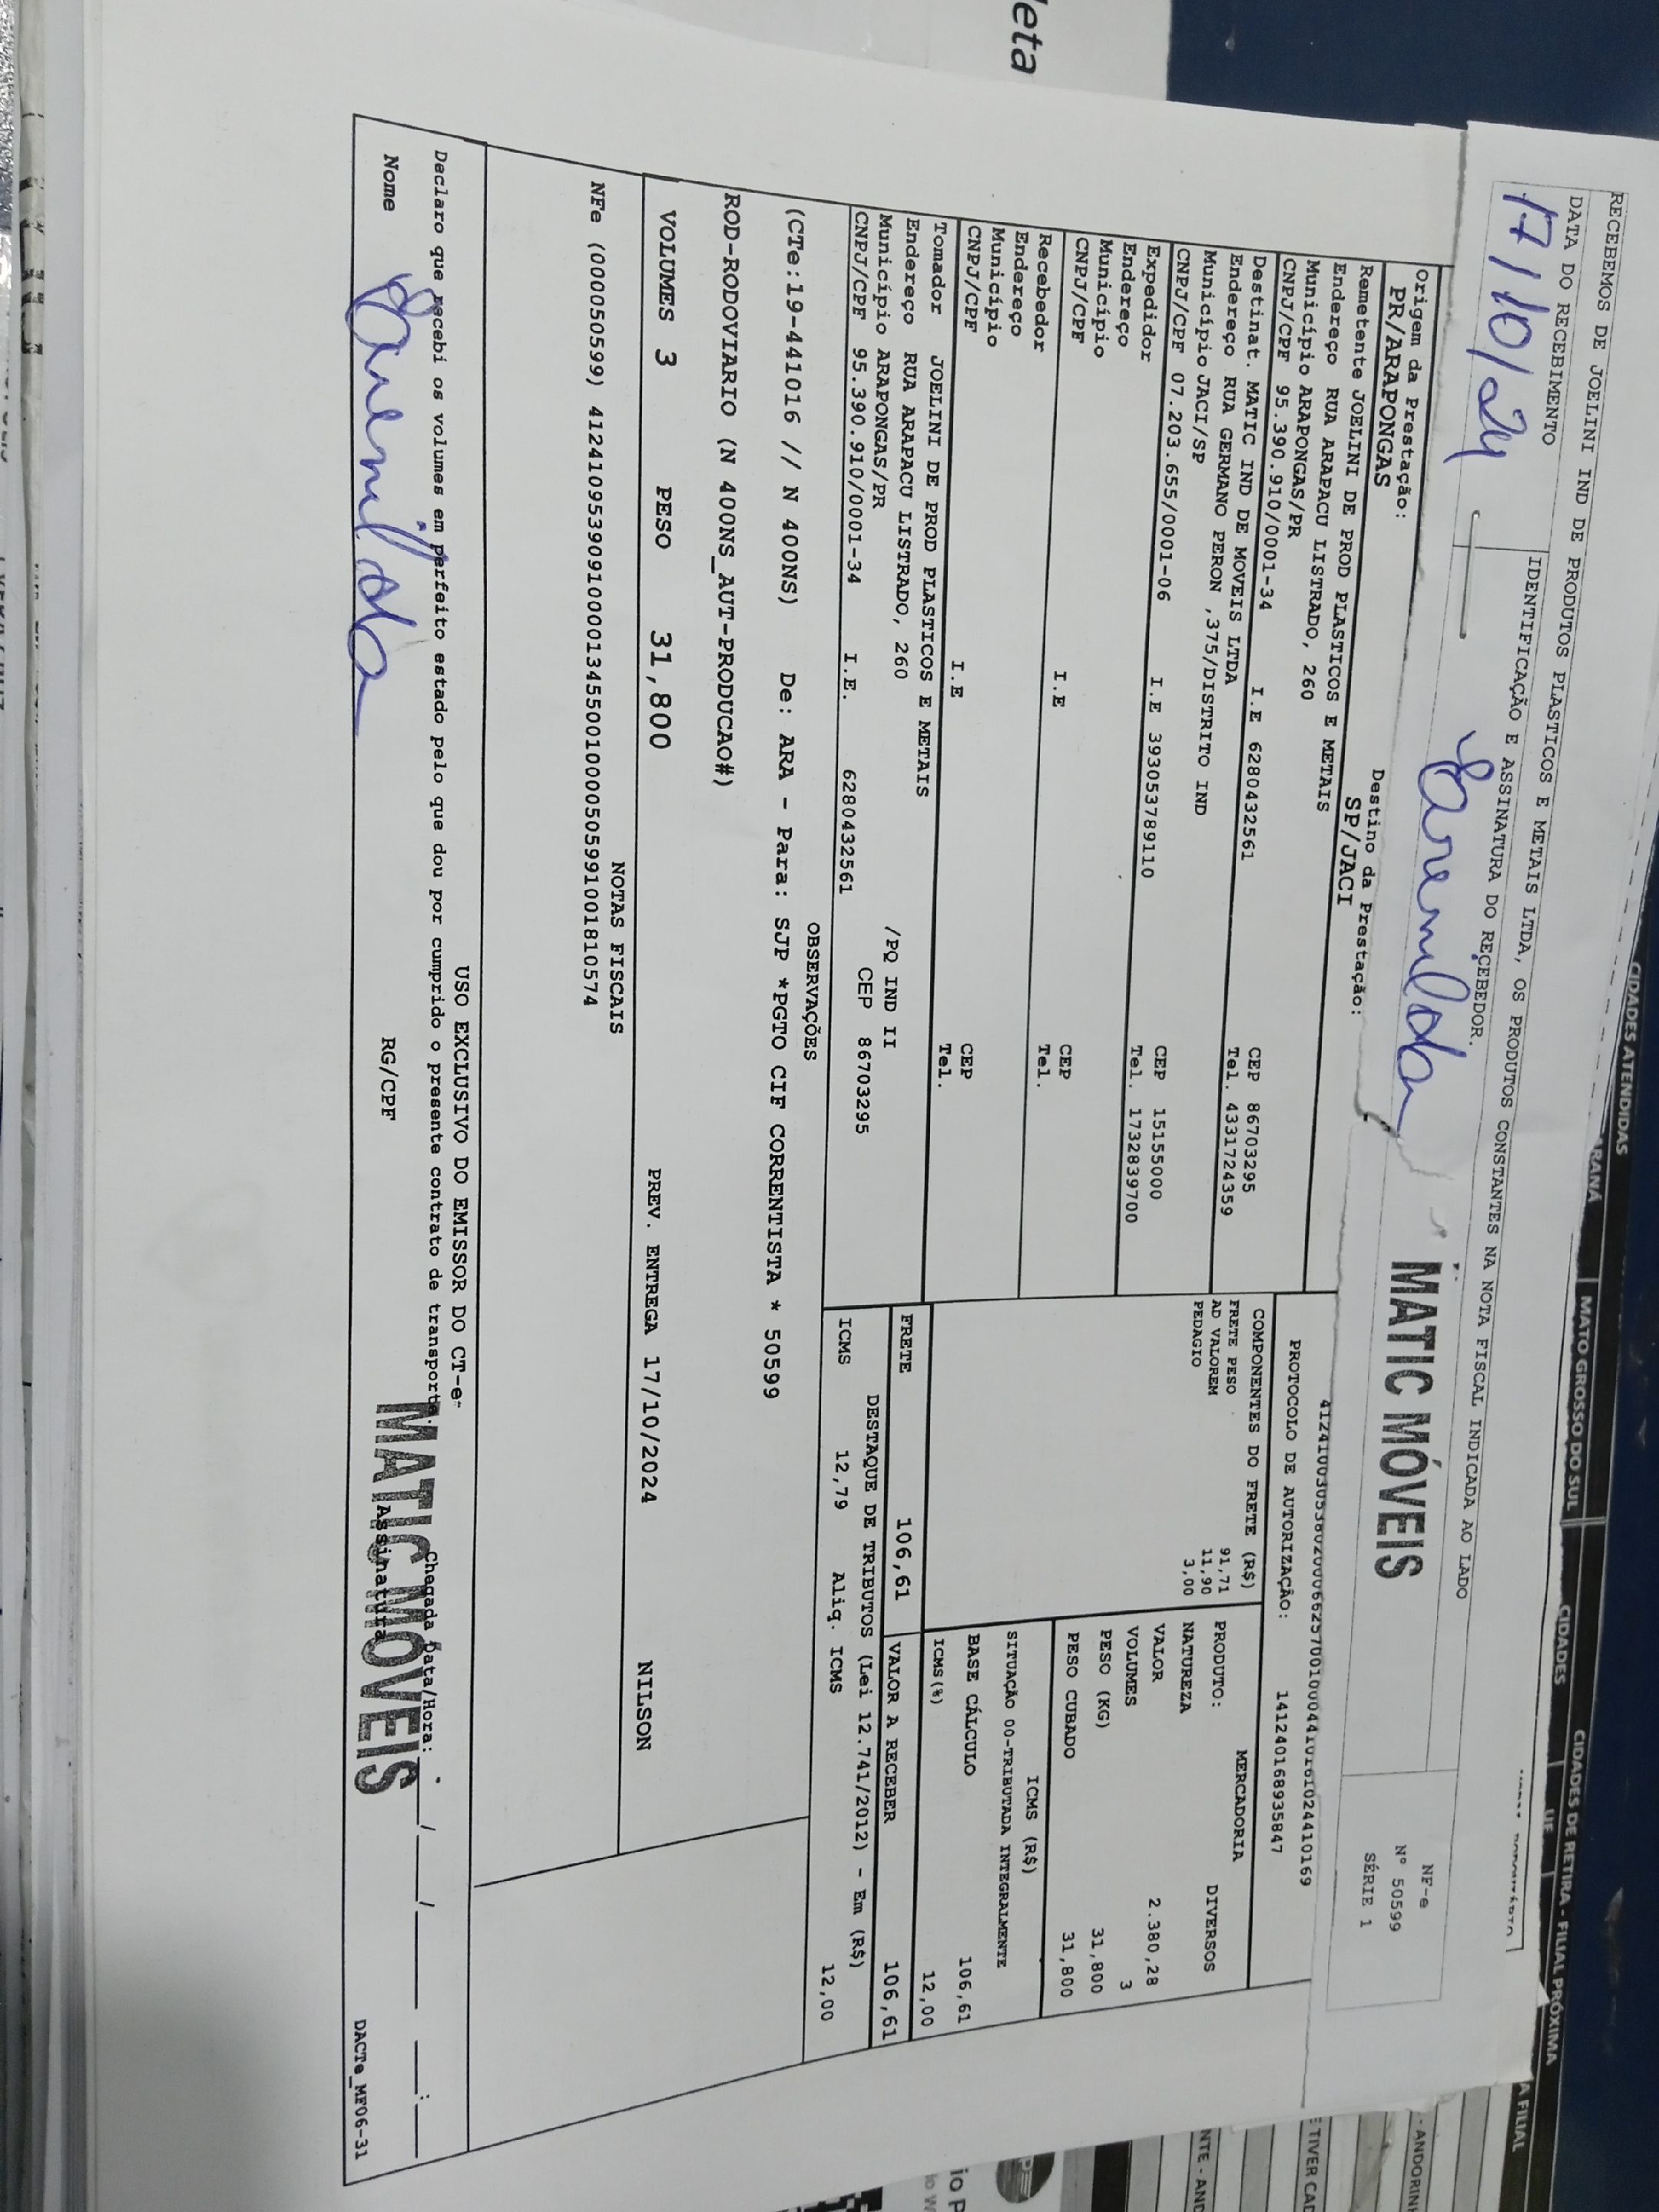 RECEBEMOS DE JOELINI IND DE PRODUTOS PLASTICOS E METAIS LTDA, OS PRODUTOS CONSTANTES NA NOTA FISCAL INDICADA AO LADO
DATA DO RECEBIMENTO
IDENTIFICAÇÃO E ASSINATURA DO RECEBEDOR.
17/10/24
MATIC MÓVEIS
NF-e
Nº 50599
SÉRIE 1
Origem da Prestação:
PR/ARAPONGAS
Destino da Prestação:
SP/JACI
PROTOCOLO DE AUTORIZAÇÃO: 141240168935847
Remetente JOELINI DE PROD PLASTICOS E METAIS
Endereço RUA ARAPACU LISTRADO, 260
Município ARAPONGAS/PR CEP 86703295
CNPJ/CPF 95.390.910/0001-34 I.E 6280432561 Tel. 4331724359
Destinat. MATIC IND DE MOVEIS LTDA
Endereço RUA GERMANO PERON ,375/DISTRITO IND
Município JACI/SP CEP 15155000
CNPJ/CPF 07.203.655/0001-06 I.E 393053789110 Tel. 1732839700
Expedidor
Endereço
Município CEP
CNPJ/CPF I.E Tel.
Recebedor
Endereço
Município CEP
CNPJ/CPF I.E Tel.
Tomador JOELINI DE PROD PLASTICOS E METAIS
Endereço RUA ARAPACU LISTRADO, 260 /PQ IND II
Município ARAPONGAS/PR CEP 86703295
CNPJ/CPF 95.390.910/0001-34 I.E. 6280432561
COMPONENTES DO FRETE (R$)
FRETE PESO 91,71
AD VALOREM 11,90
PEDAGIO 3,00
MERCADORIA
PRODUTO: DIVERSOS
NATUREZA
VALOR 2.380,28
VOLUMES 3
PESO (KG) 31,800
PESO CUBADO 31,800
ICMS (R$)
SITUAÇÃO 00-TRIBUTADA INTEGRALMENTE
BASE CÁLCULO 106,61
ICMS(%) 12,00
FRETE 106,61
VALOR A RECEBER 106,61
DESTAQUE DE TRIBUTOS (Lei 12.741/2012) - Em (R$)
ICMS 12,79 Aliq. ICMS 12,00
OBSERVAÇÕES
(CTe:19-441016 // N 400NS) De: ARA - Para: SJP *PGTO CIF CORRENTISTA * 50599
ROD-RODOVIARIO (N 400NS_AUT-PRODUCAO#)
VOLUMES 3 PESO 31,800 PREV. ENTREGA 17/10/2024 NILSON
NOTAS FISCAIS
NFe (000050599) 41241095390910000134550010000505991001810574
USO EXCLUSIVO DO EMISSOR DO CT-e
Declaro que recebi os volumes em perfeito estado pelo que dou por cumprido o presente contrato de transporte. Chegada Data/Hora: __/__/____ __:__
Nome RG/CPF Assinatura
MATIC MÓVEIS
DACTe_MF06-31
CIDADES ATENDIDAS
MATO GROSSO DO SUL
CIDADES
CIDADES DE RETIRA - FILIAL PRÓXIMA
UF